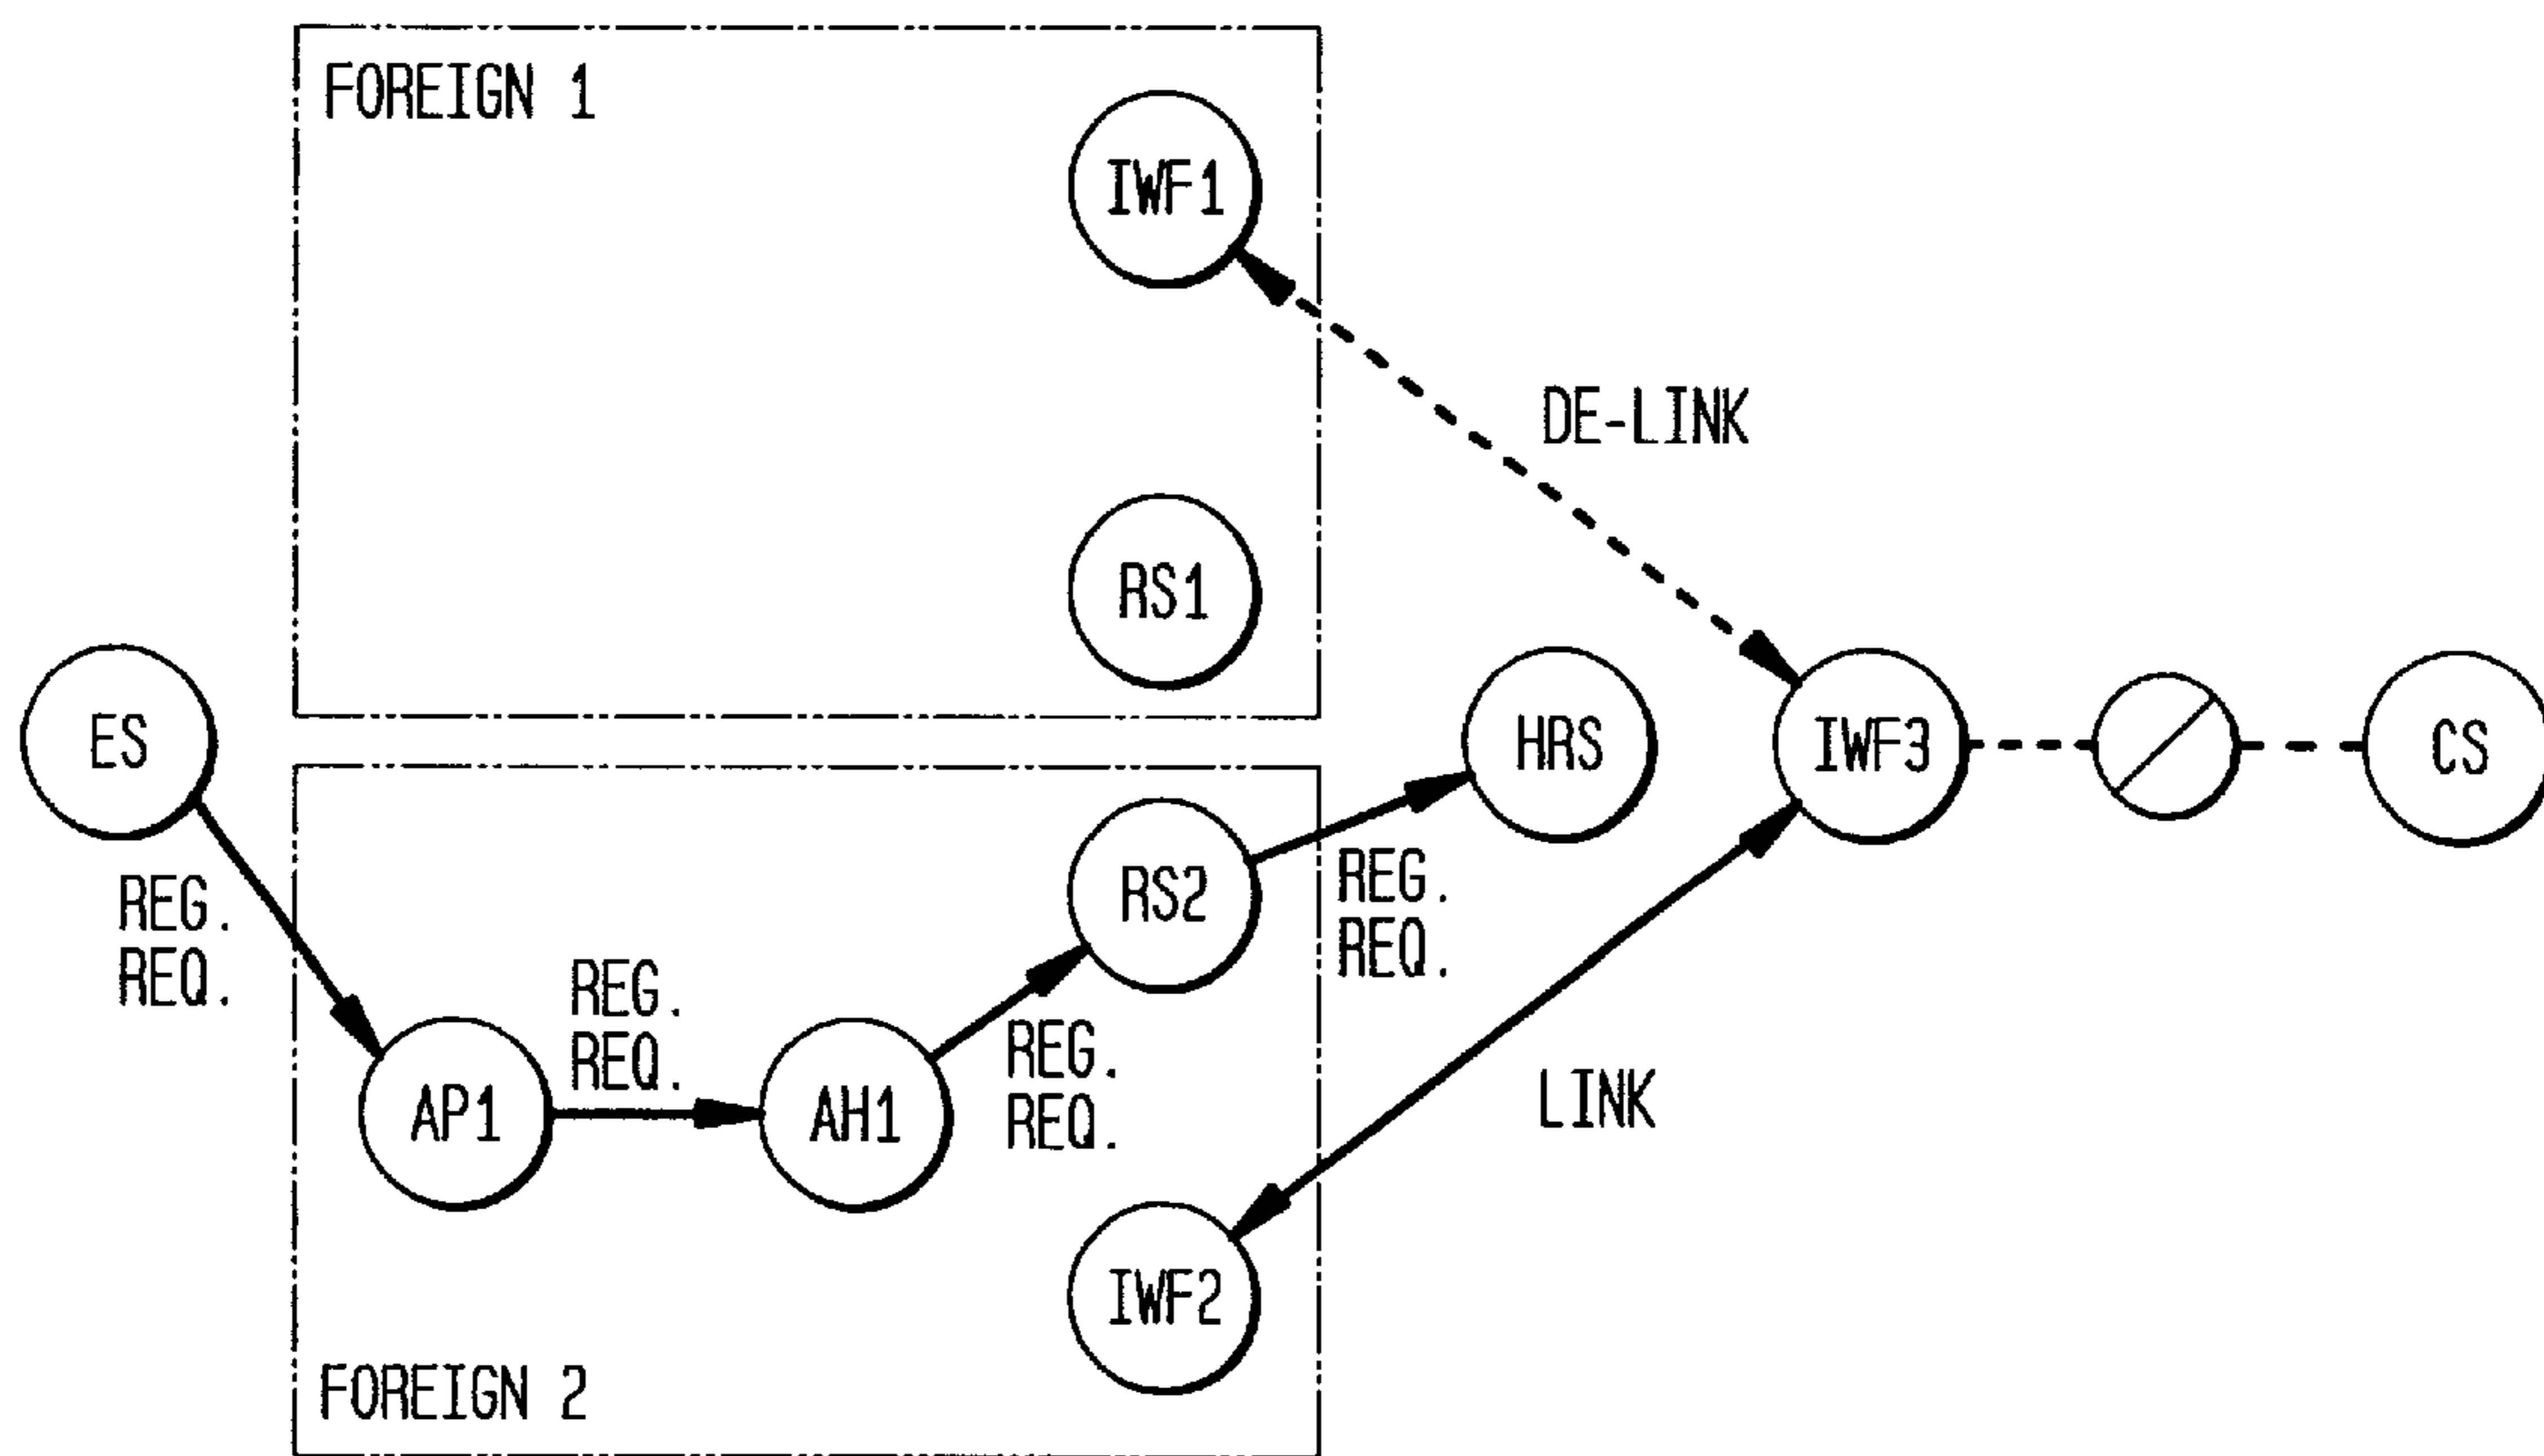 FOREIGN 1
IWF1
DE-LINK
RS1
ES
HRS
IWF3
CS
REG.
REQ.
RS2
REG.
REQ.
REG.
REQ.
AP1
AH1
REG.
REQ.
LINK
IWF2
FOREIGN 2